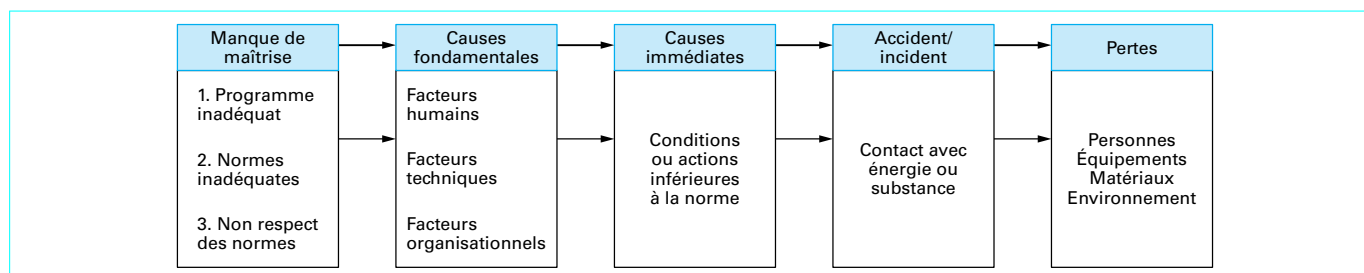 Manque de
maîtrise
1. Programme
inadéquat
2. Normes
inadéquates
3. Non respect
des normes
Causes
fondamentales
Facteurs
humains
Facteurs
techniques
Facteurs
organisationnels
Causes
immédiates
Conditions
ou actions
inférieures
à la norme
Accident/
incident
Contact avec
énergie ou
substance
Pertes
Personnes
Équipements
Matériaux
Environnement